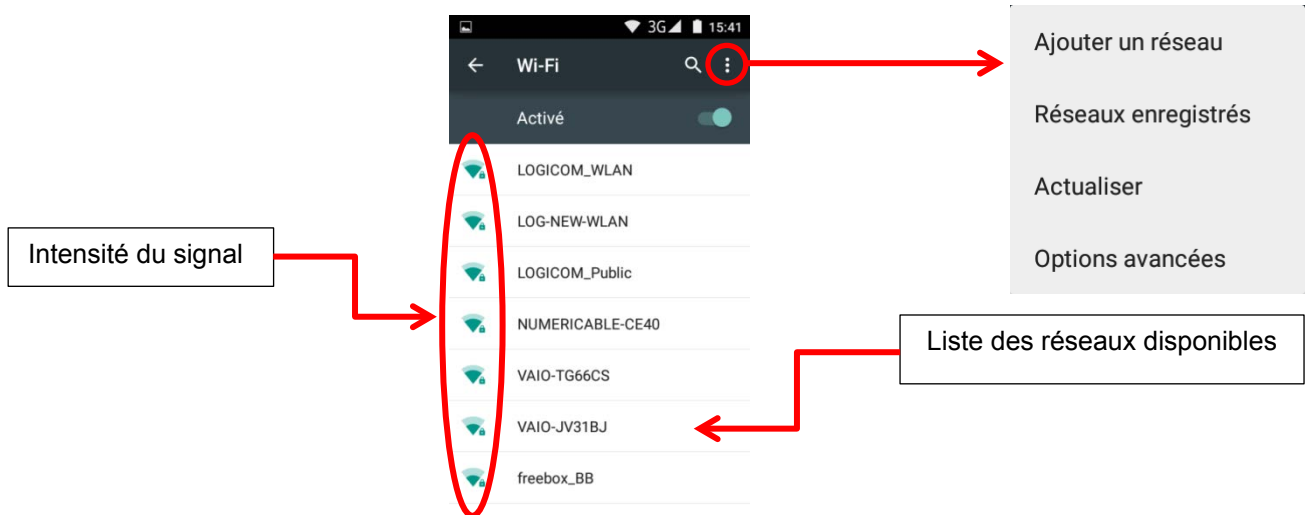 3G 15:41
Wi-Fi
Activé
LOGICOM_WLAN
LOG-NEW-WLAN
LOGICOM_Public
NUMERICABLE-CE40
VAIO-TG66CS
VAIO-JV31BJ
freebox_BB
Intensité du signal
Ajouter un réseau
Réseaux enregistrés
Actualiser
Options avancées
Liste des réseaux disponibles